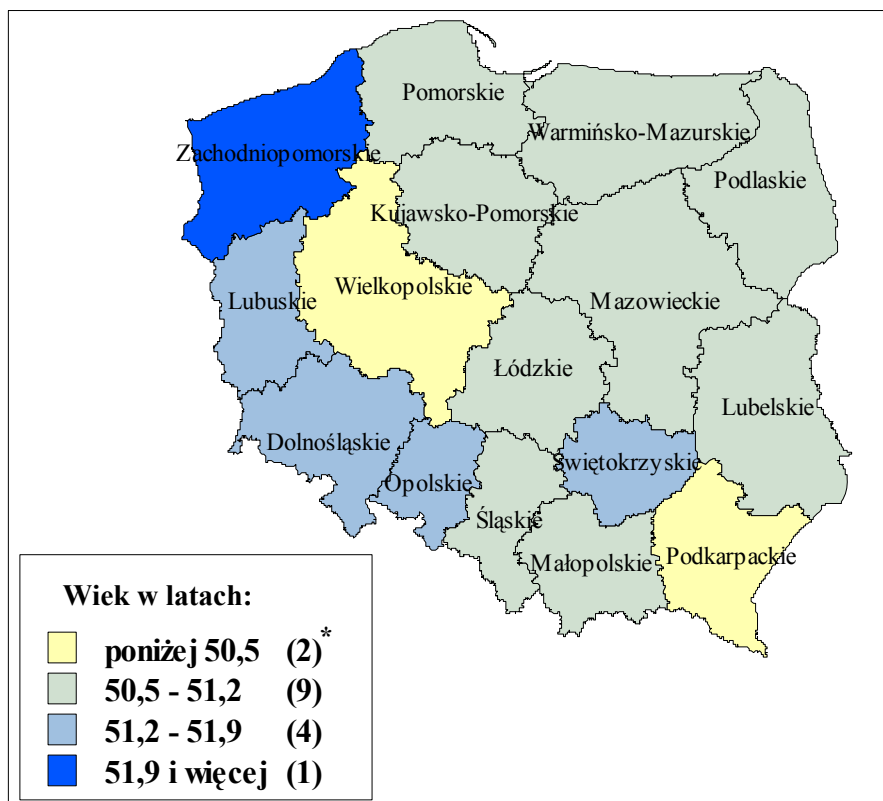 Pomorskie
Warmińsko-Mazurskie
Zachodniopomorskie
Podlaskie
Kujawsko-Pomorskie
Wielkopolskie
Lubuskie
Mazowieckie
Łódzkie
Lubelskie
Dolnośląskie
Świętokrzyskie
Opolskie
Śląskie
Małopolskie
Podkarpackie
Wiek w latach:
poniżej 50,5 (2)*
50,5 - 51,2 (9)
51,2 - 51,9 (4)
51,9 i więcej (1)